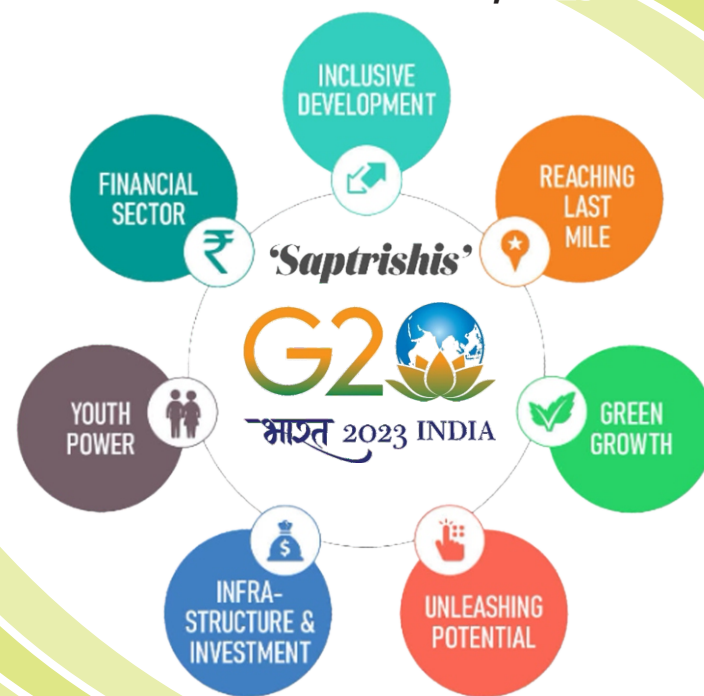 INCLUSIVE
DEVELOPMENT
REACHING
LAST
MILE
GREEN
GROWTH
UNLEASHING
POTENTIAL
INFRA-
STRUCTURE &
INVESTMENT
YOUTH
POWER
FINANCIAL
SECTOR
₹
$
‘Saptrishis’
G20
भारत 2023 INDIA